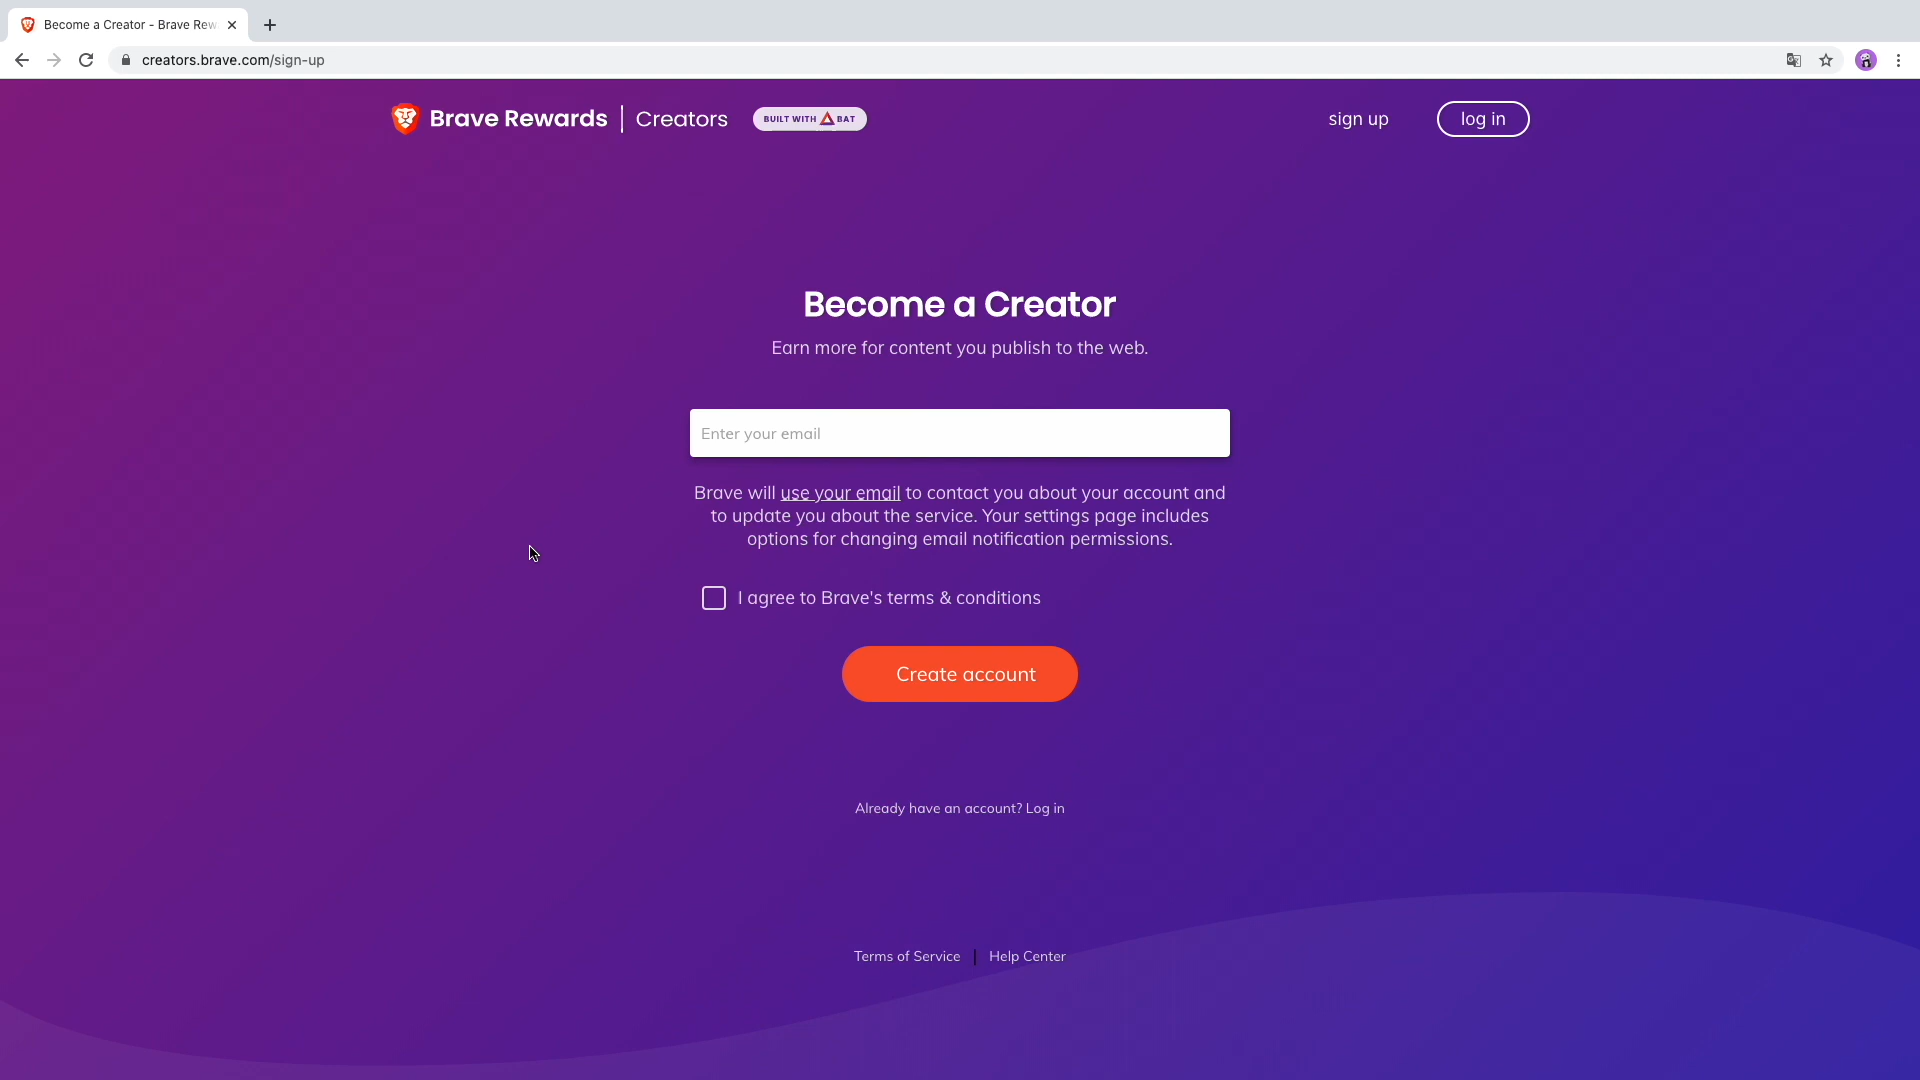 Become a Creator - Brave Rew
creators.brave.com/sign-up
Brave Rewards | Creators
BUILT WITH BAT
sign up
log in
Become a Creator
Earn more for content you publish to the web.
Enter your email
Brave will use your email to contact you about your account and
to update you about the service. Your settings page includes
options for changing email notification permissions.
I agree to Brave's terms & conditions
Create account
Already have an account? Log in
Terms of Service | Help Center